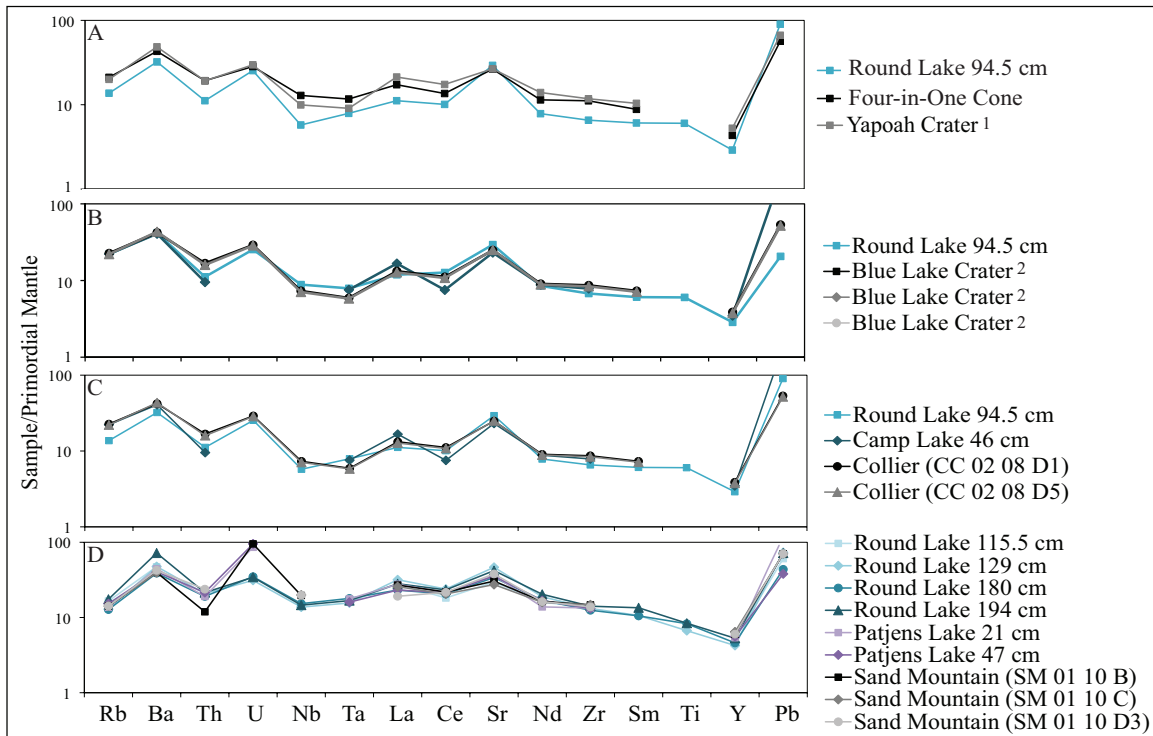 A
100
10
1
Round Lake 94.5 cm
Four-in-One Cone
Yapoah Crater 1
B
100
10
1
Round Lake 94.5 cm
Blue Lake Crater 2
Blue Lake Crater 2
Blue Lake Crater 2
Sample/Primordial Mantle
C
100
10
1
Round Lake 94.5 cm
Camp Lake 46 cm
Collier (CC 02 08 D1)
Collier (CC 02 08 D5)
D
100
10
1
Round Lake 115.5 cm
Round Lake 129 cm
Round Lake 180 cm
Round Lake 194 cm
Patjens Lake 21 cm
Patjens Lake 47 cm
Sand Mountain (SM 01 10 B)
Sand Mountain (SM 01 10 C)
Sand Mountain (SM 01 10 D3)
Rb Ba Th U Nb Ta La Ce Sr Nd Zr Sm Ti Y Pb